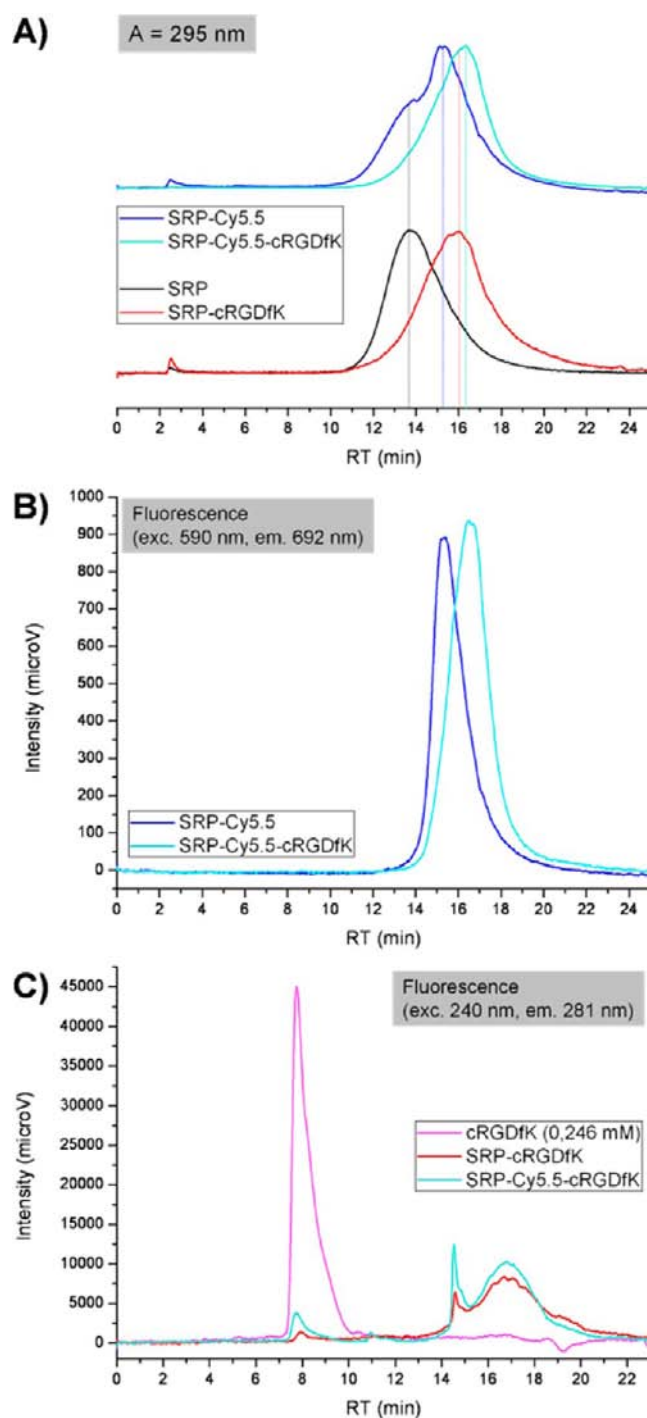 A)
A = 295 nm
SRP-Cy5.5
SRP-Cy5.5-cRGDfK
SRP
SRP-cRGDfK
0 2 4 6 8 10 12 14 16 18 20 22 24
RT (min)
B)
Fluorescence
(exc. 590 nm, em. 692 nm)
1000
900
800
700
600
500
400
300
200
100
0
Intensity (microV)
SRP-Cy5.5
SRP-Cy5.5-cRGDfK
0 2 4 6 8 10 12 14 16 18 20 22 24
RT (min)
C)
Fluorescence
(exc. 240 nm, em. 281 nm)
45000
40000
35000
30000
25000
20000
15000
10000
5000
0
Intensity (microV)
cRGDfK (0,246 mM)
SRP-cRGDfK
SRP-Cy5.5-cRGDfK
0 2 4 6 8 10 12 14 16 18 20 22
RT (min)